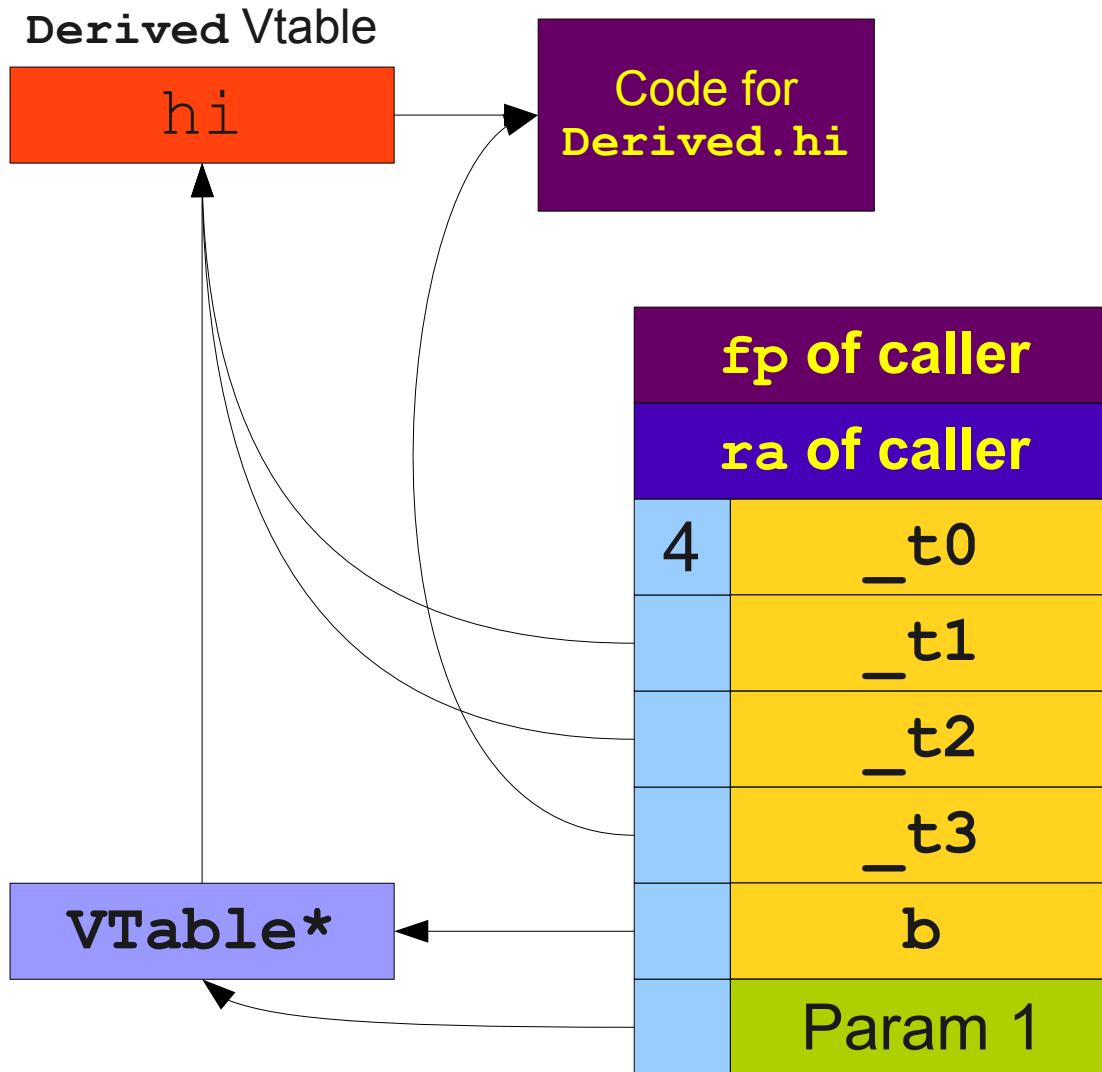 Derived Vtable
hi
Code for
Derived.hi
fp of caller
ra of caller
4 _t0
_t1
_t2
_t3
VTable* b
Param 1